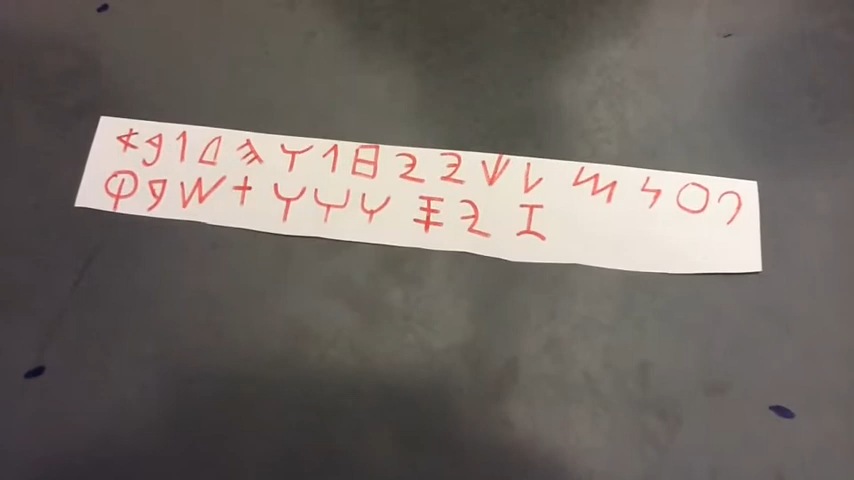 𐤀𐤁𐤂𐤃𐤄𐤅𐤂𐤇𐤉𐤉𐤊𐤋𐤌𐤍𐤏𐤐
𐤒𐤓𐤔𐤕𐤅𐤅𐤅𐤎𐤉𐤆